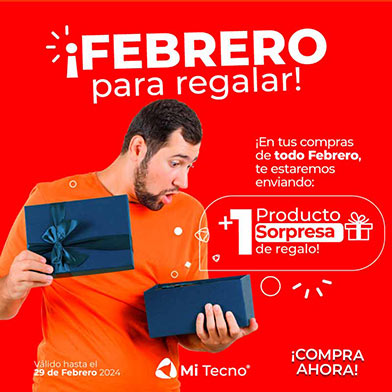 ¡FEBRERO
para regalar!
¡En tus compras
de todo Febrero,
te estaremos
enviando:
+1 Producto
Sorpresa
de regalo!
Válido hasta el
29 de Febrero 2024
Mi Tecno®
¡COMPRA
AHORA!